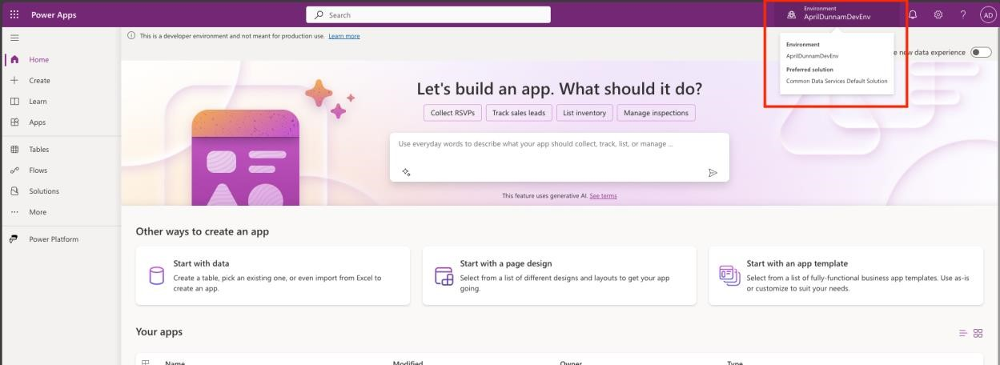 Power Apps
Search
Environment
AprilDunnamDevEnv
?
AD
This is a developer environment and not meant for production use. Learn more
Environment
AprilDunnamDevEnv
Preferred solution
Common Data Services Default Solution
new data experience
Home
Create
Learn
Apps
Tables
Flows
Solutions
More
Power Platform
Let's build an app. What should it do?
Collect RSVPs
Track sales leads
List inventory
Manage inspections
Use everyday words to describe what your app should collect, track, list, or manage ...
This feature uses generative AI. See terms
Other ways to create an app
Start with data
Create a table, pick an existing one, or even import from Excel to
create an app.
Start with a page design
Select from a list of different designs and layouts to get your app
going.
Start with an app template
Select from a list of fully-functional business app templates. Use as-is
or customize to suit your needs.
Your apps
Name
Modified
Owner
Type